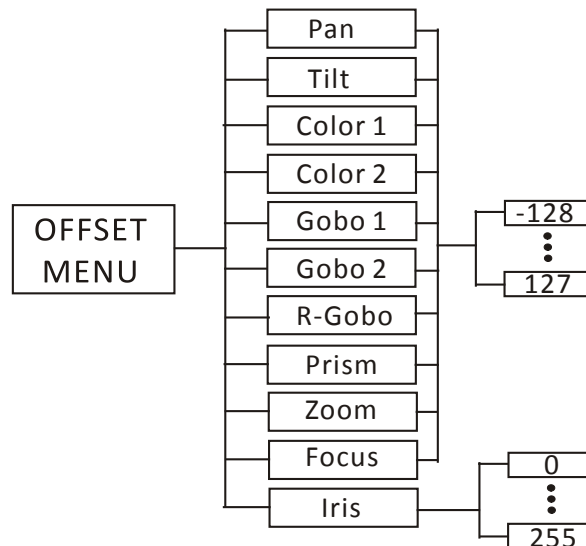 OFFSET
MENU
Pan
Tilt
Color 1
Color 2
Gobo 1
Gobo 2
R-Gobo
Prism
Zoom
Focus
Iris
-128
127
0
255